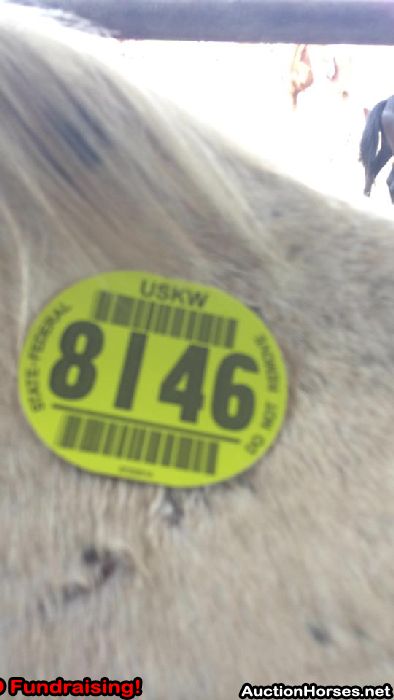 USKW
STATE-FEDERAL
8146
DO NOT REMOVE
Fundraising!
AuctionHorses.net